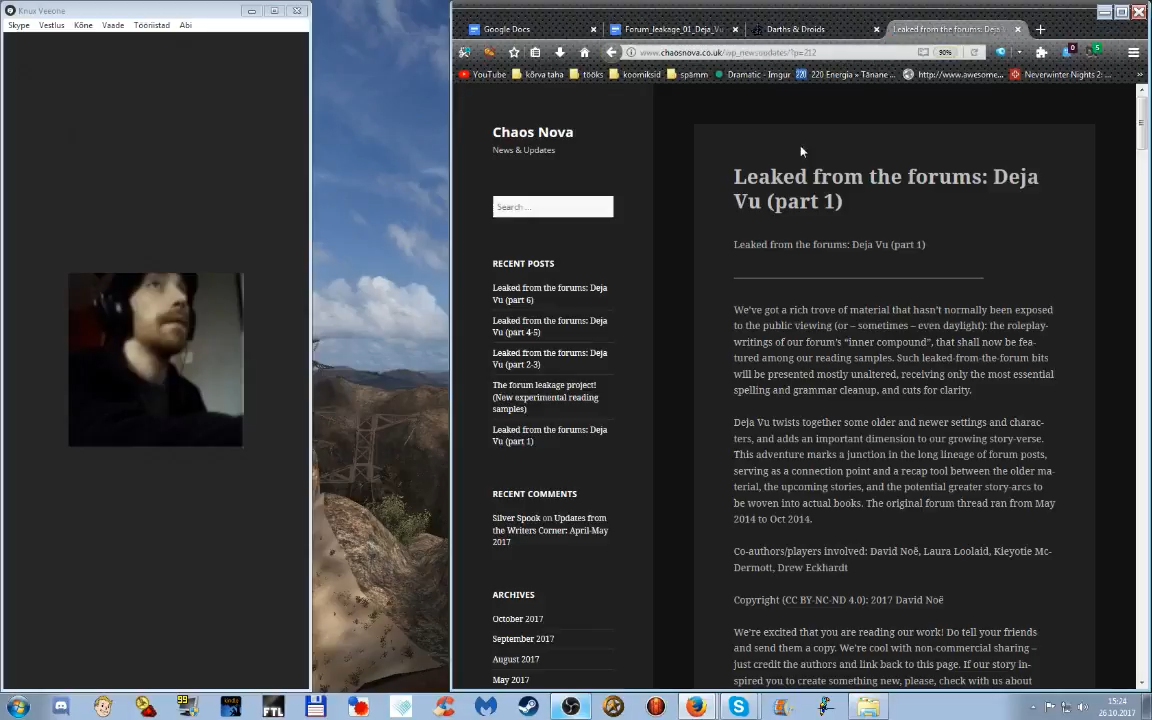 Knux Veeone
Skype Vestlus Kõne Vaade Tööriistad Abi
Google Docs
Forum_leakage_01_Deja_Vu
Darths & Droids
Leaked from the forums: Deja
www.chaosnova.co.uk/wp_newsupdates/?p=212
90%
0
5
YouTube kõrva taha tööks koomiksid spämm Dramatic - Imgur 220 Energia » Tänane ... http://www.awesome... Neverwinter Nights 2: ...
Chaos Nova
News & Updates
Search …
RECENT POSTS
Leaked from the forums: Deja
Vu (part 6)
Leaked from the forums: Deja
Vu (part 4-5)
Leaked from the forums: Deja
Vu (part 2-3)
The forum leakage project!
(New experimental reading
samples)
Leaked from the forums: Deja
Vu (part 1)
RECENT COMMENTS
Silver Spook on Updates from
the Writers Corner: April-May
2017
ARCHIVES
October 2017
September 2017
August 2017
May 2017
Leaked from the forums: Deja
Vu (part 1)
Leaked from the forums: Deja Vu (part 1)
We've got a rich trove of material that hasn't normally been exposed
to the public viewing (or – sometimes – even daylight): the roleplay-
writings of our forum's "inner compound", that shall now be fea-
tured among our reading samples. Such leaked-from-the-forum bits
will be presented mostly unaltered, receiving only the most essential
spelling and grammar cleanup, and cuts for clarity.
Deja Vu twists together some older and newer settings and charac-
ters, and adds an important dimension to our growing story-verse.
This adventure marks a junction in the long lineage of forum posts,
serving as a connection point and a recap tool between the older ma-
terial, the upcoming stories, and the potential greater story-arcs to
be woven into actual books. The original forum thread ran from May
2014 to Oct 2014.
Co-authors/players involved: David Noë, Laura Loolaid, Kieyotie Mc-
Dermott, Drew Eckhardt
Copyright (CC BY-NC-ND 4.0): 2017 David Noë
We're excited that you are reading our work! Do tell your friends
and send them a copy. We're cool with non-commercial sharing –
just credit the authors and link back to this page. If our story in-
spired you to create something new, please, check with us about
99
kindle
FTL
15:24
26.10.2017